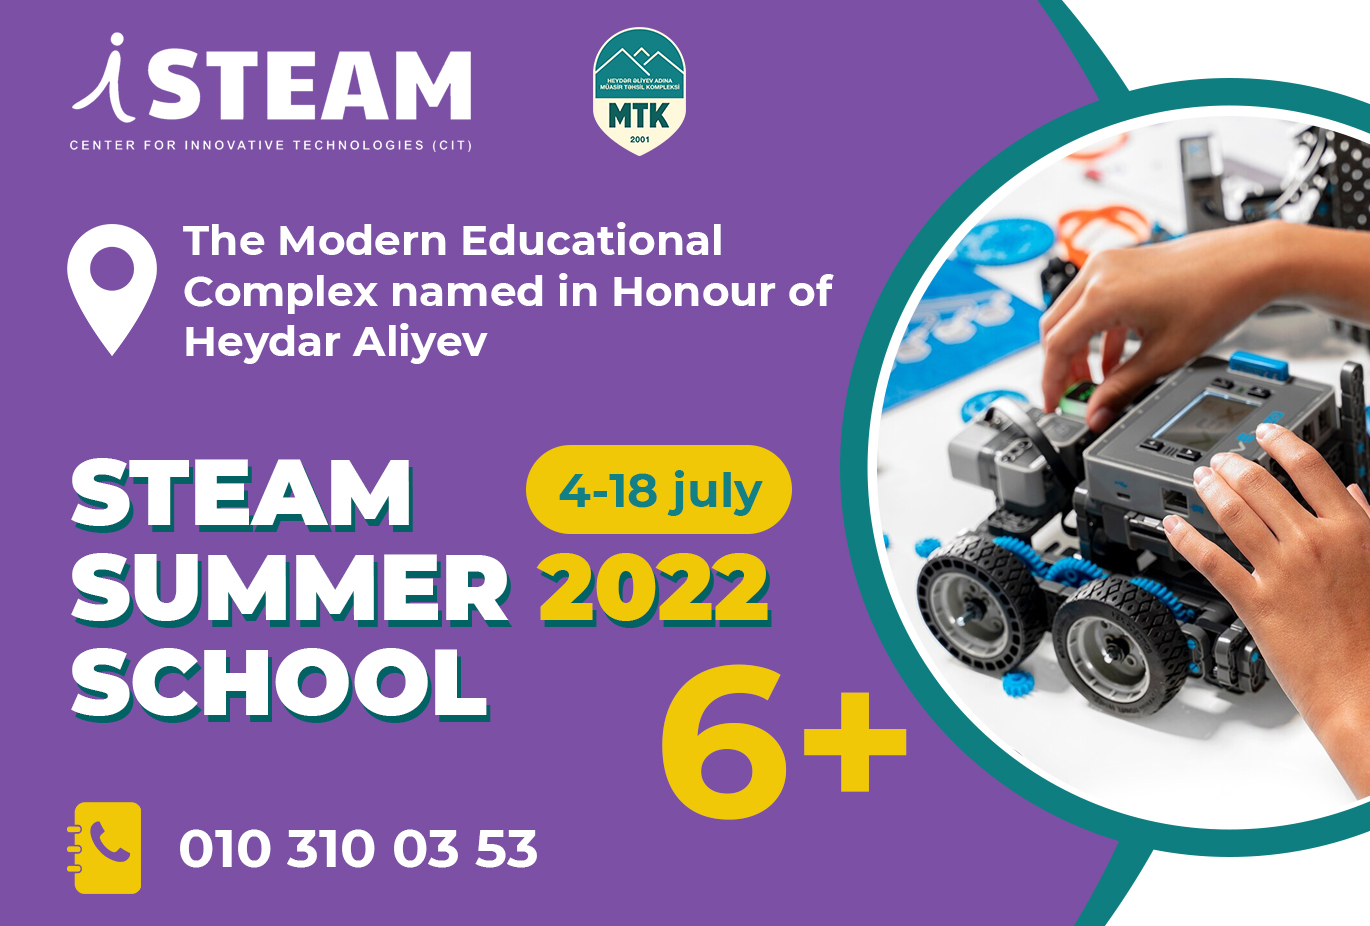 iSTEAM
CENTER FOR INNOVATIVE TECHNOLOGIES (CIT)
HEYDƏR ƏLİYEV ADINA
MÜASİR TƏHSİL KOMPLEKSİ
MTK
2001
The Modern Educational
Complex named in Honour of
Heydar Aliyev
STEAM
4-18 july
SUMMER 2022
SCHOOL
6+
010 310 03 53